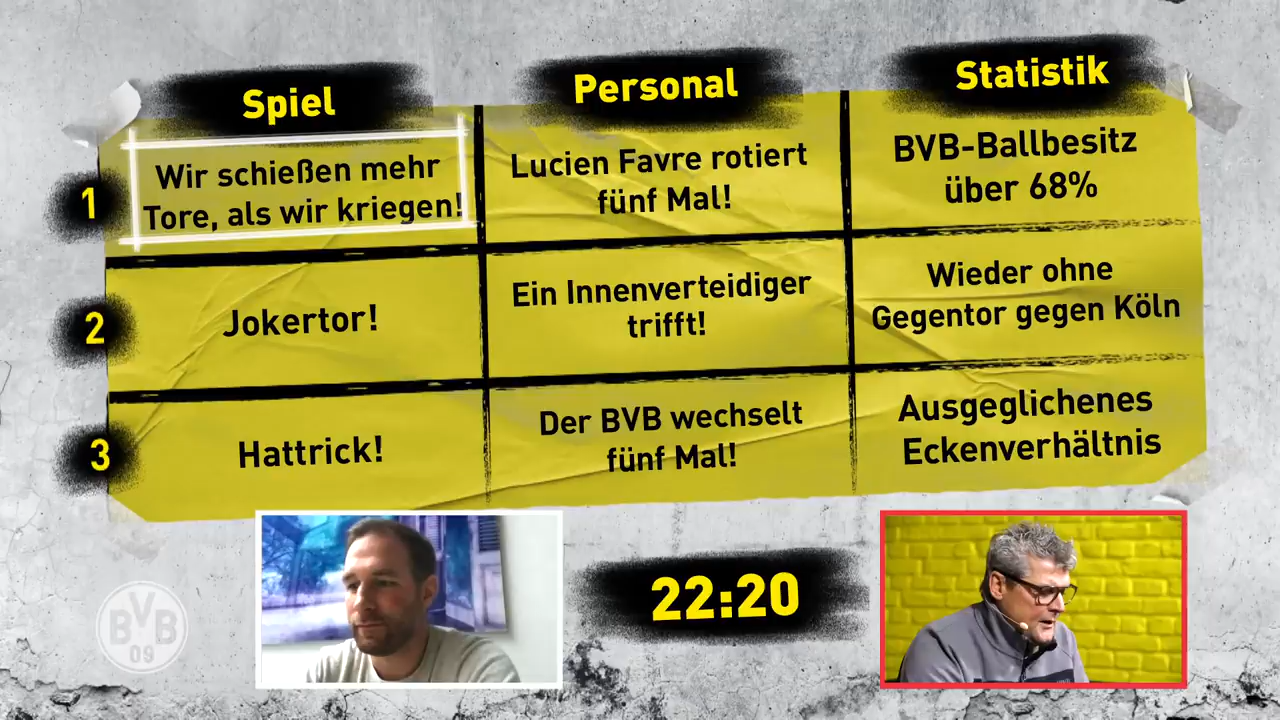 Spiel
Personal
Statistik
1
Wir schießen mehr
Tore, als wir kriegen!
Lucien Favre rotiert
fünf Mal!
BVB-Ballbesitz
über 68%
2
Jokertor!
Ein Innenverteidiger
trifft!
Wieder ohne
Gegentor gegen Köln
3
Hattrick!
Der BVB wechselt
fünf Mal!
Ausgeglichenes
Eckenverhältnis
22:20
BVB
09